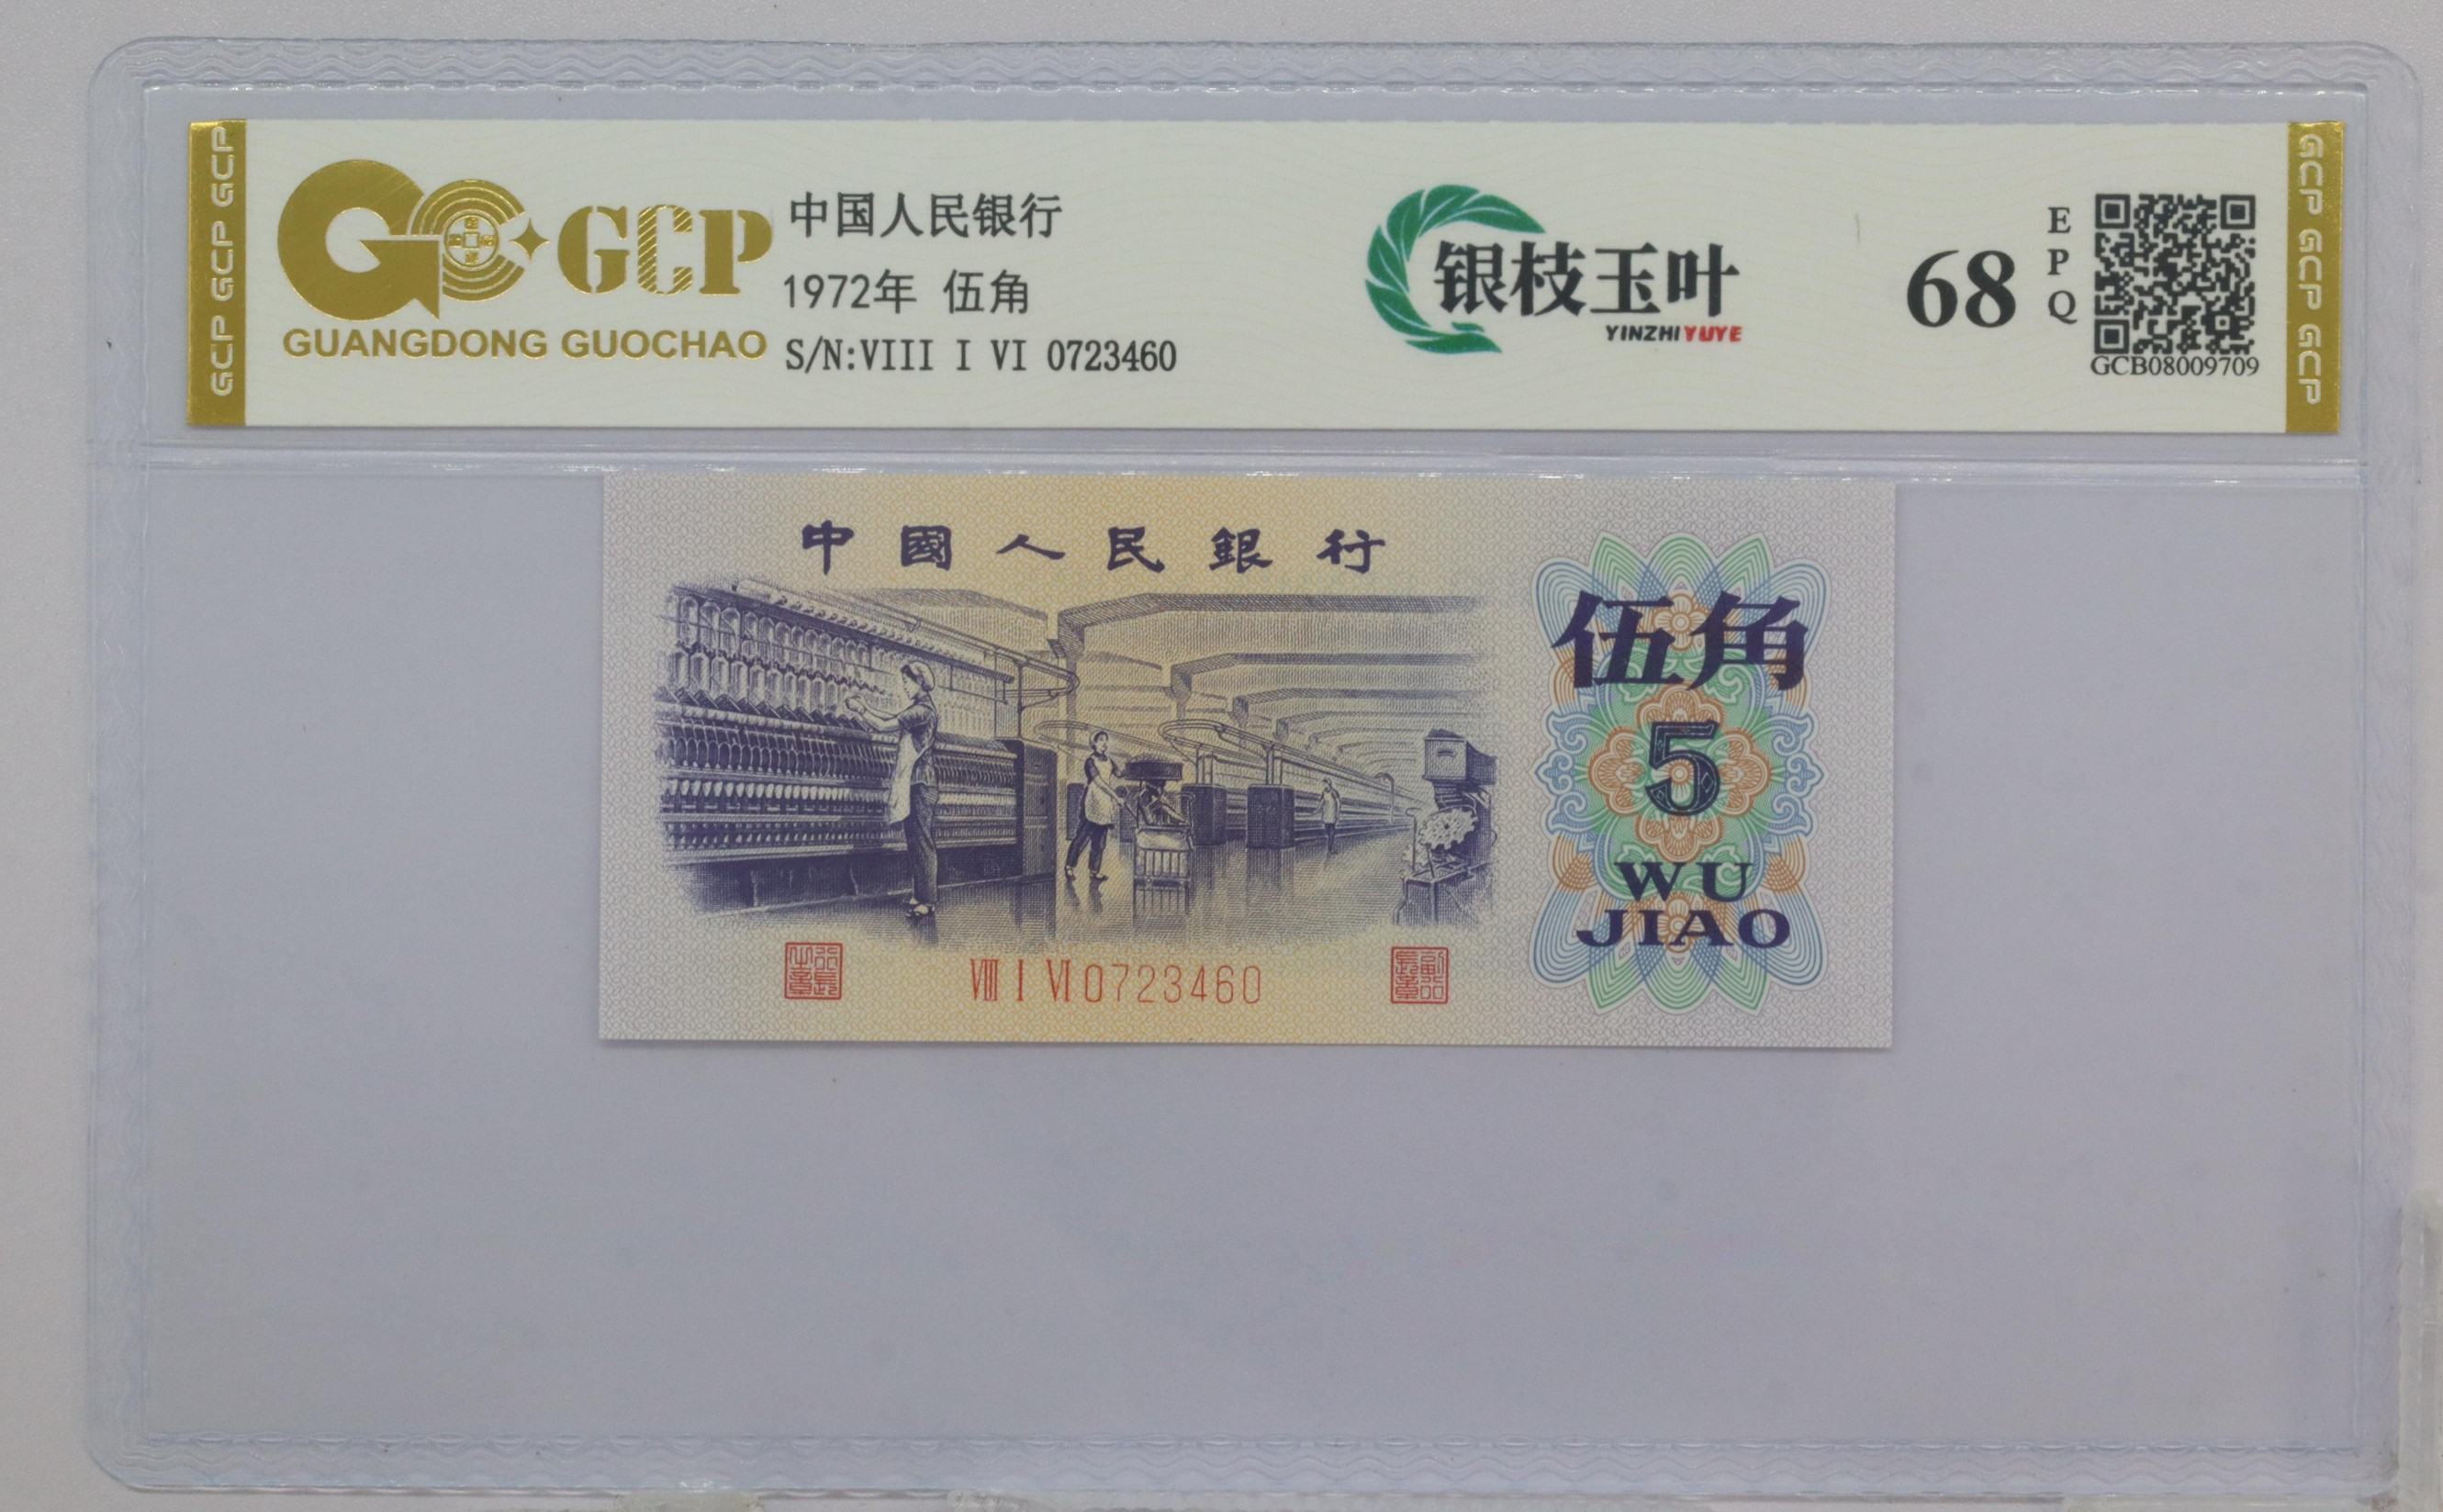 GCP GCP GCP
GCP
GUANGDONG GUOCHAO
中国人民银行
1972年 伍角
S/N:VIII I VI 0723460
银枝玉叶
YINZHIYUYE
68
EPQ
GCB08009709
GCP GCP GCP
中國人民銀行
伍角
5
WU
JIAO
VIII I VI 0723460